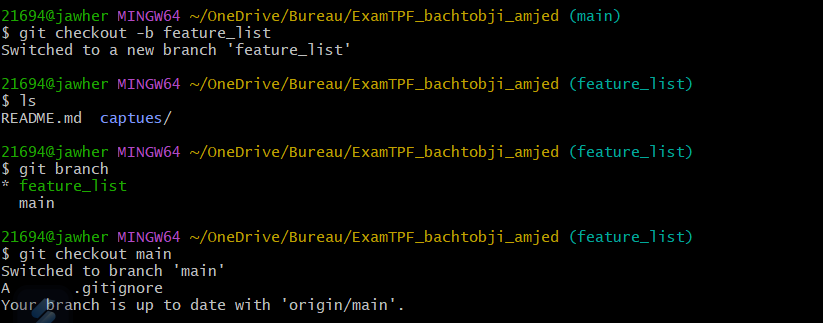 21694@jawher MINGW64 ~/OneDrive/Bureau/ExamTPF_bachtobji_amjed (main)
$ git checkout -b feature_list
Switched to a new branch 'feature_list'
21694@jawher MINGW64 ~/OneDrive/Bureau/ExamTPF_bachtobji_amjed (feature_list)
$ ls
README.md  captues/
21694@jawher MINGW64 ~/OneDrive/Bureau/ExamTPF_bachtobji_amjed (feature_list)
$ git branch
* feature_list
  main
21694@jawher MINGW64 ~/OneDrive/Bureau/ExamTPF_bachtobji_amjed (feature_list)
$ git checkout main
Switched to branch 'main'
A       .gitignore
Your branch is up to date with 'origin/main'.